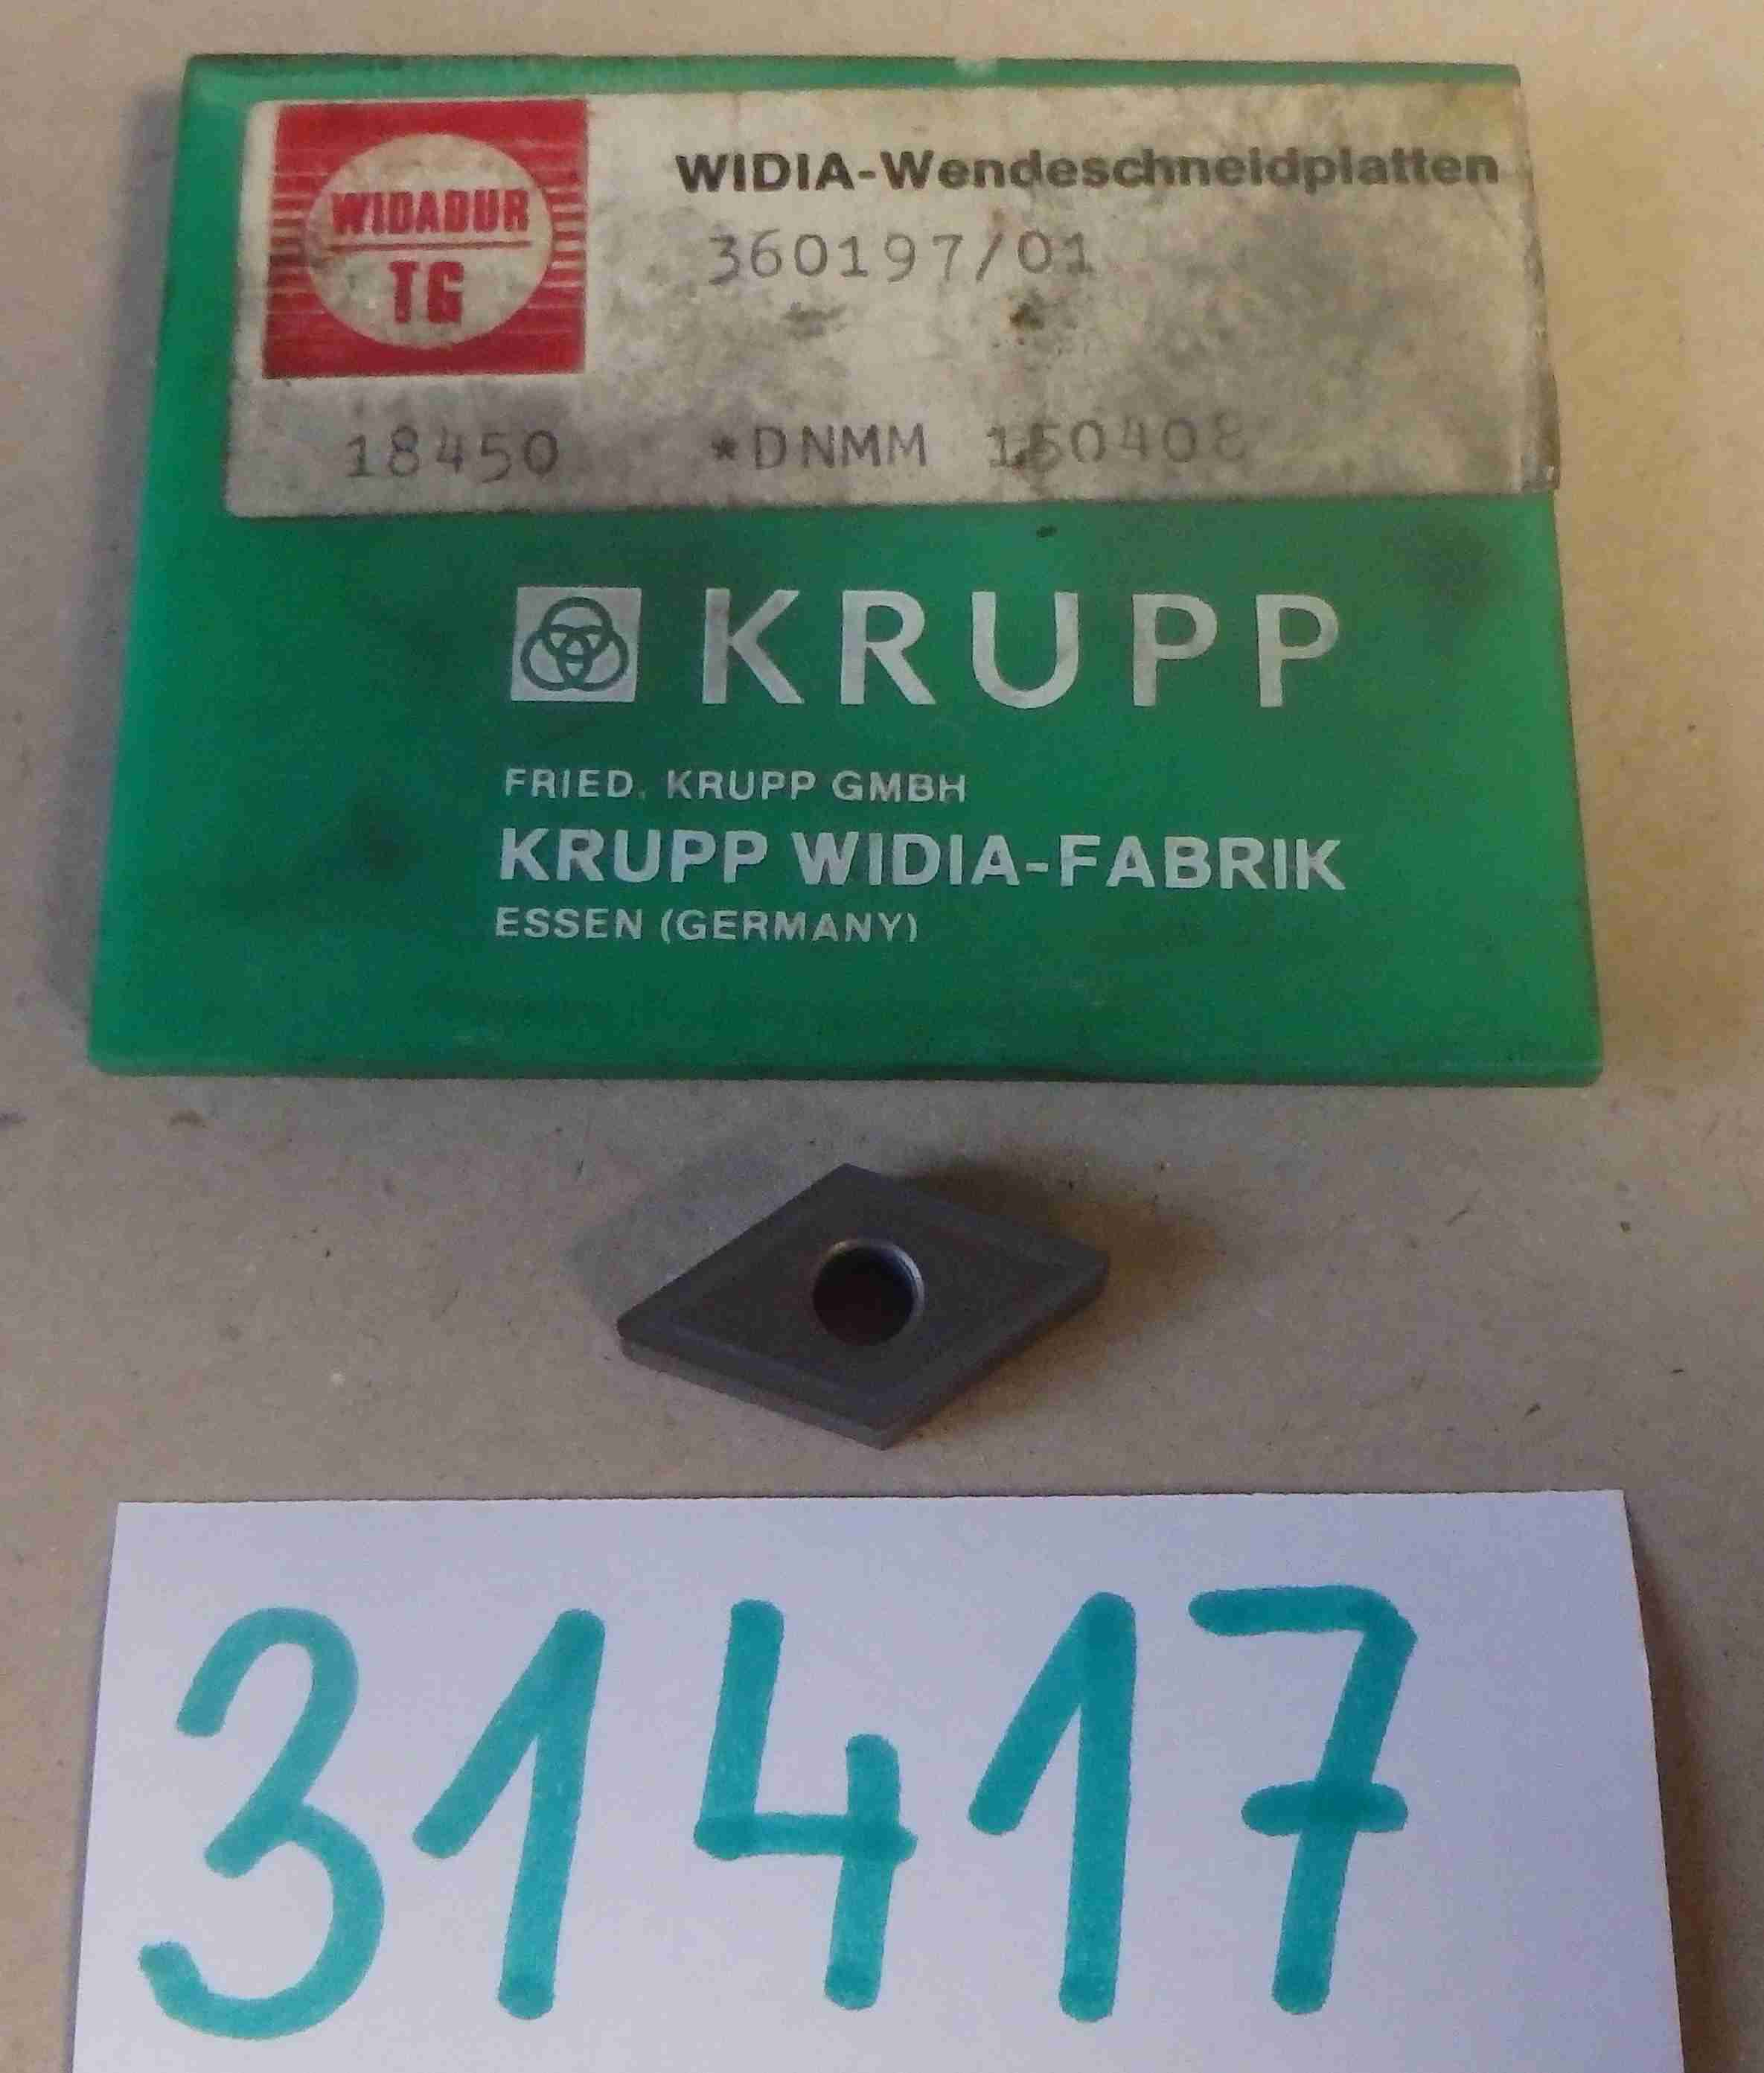 WIDADUR
TG
WIDIA-Wendeschneidplatten
360197/01
18450 *DNMM 150408
KRUPP
FRIED. KRUPP GMBH
KRUPP WIDIA-FABRIK
ESSEN (GERMANY)
31417